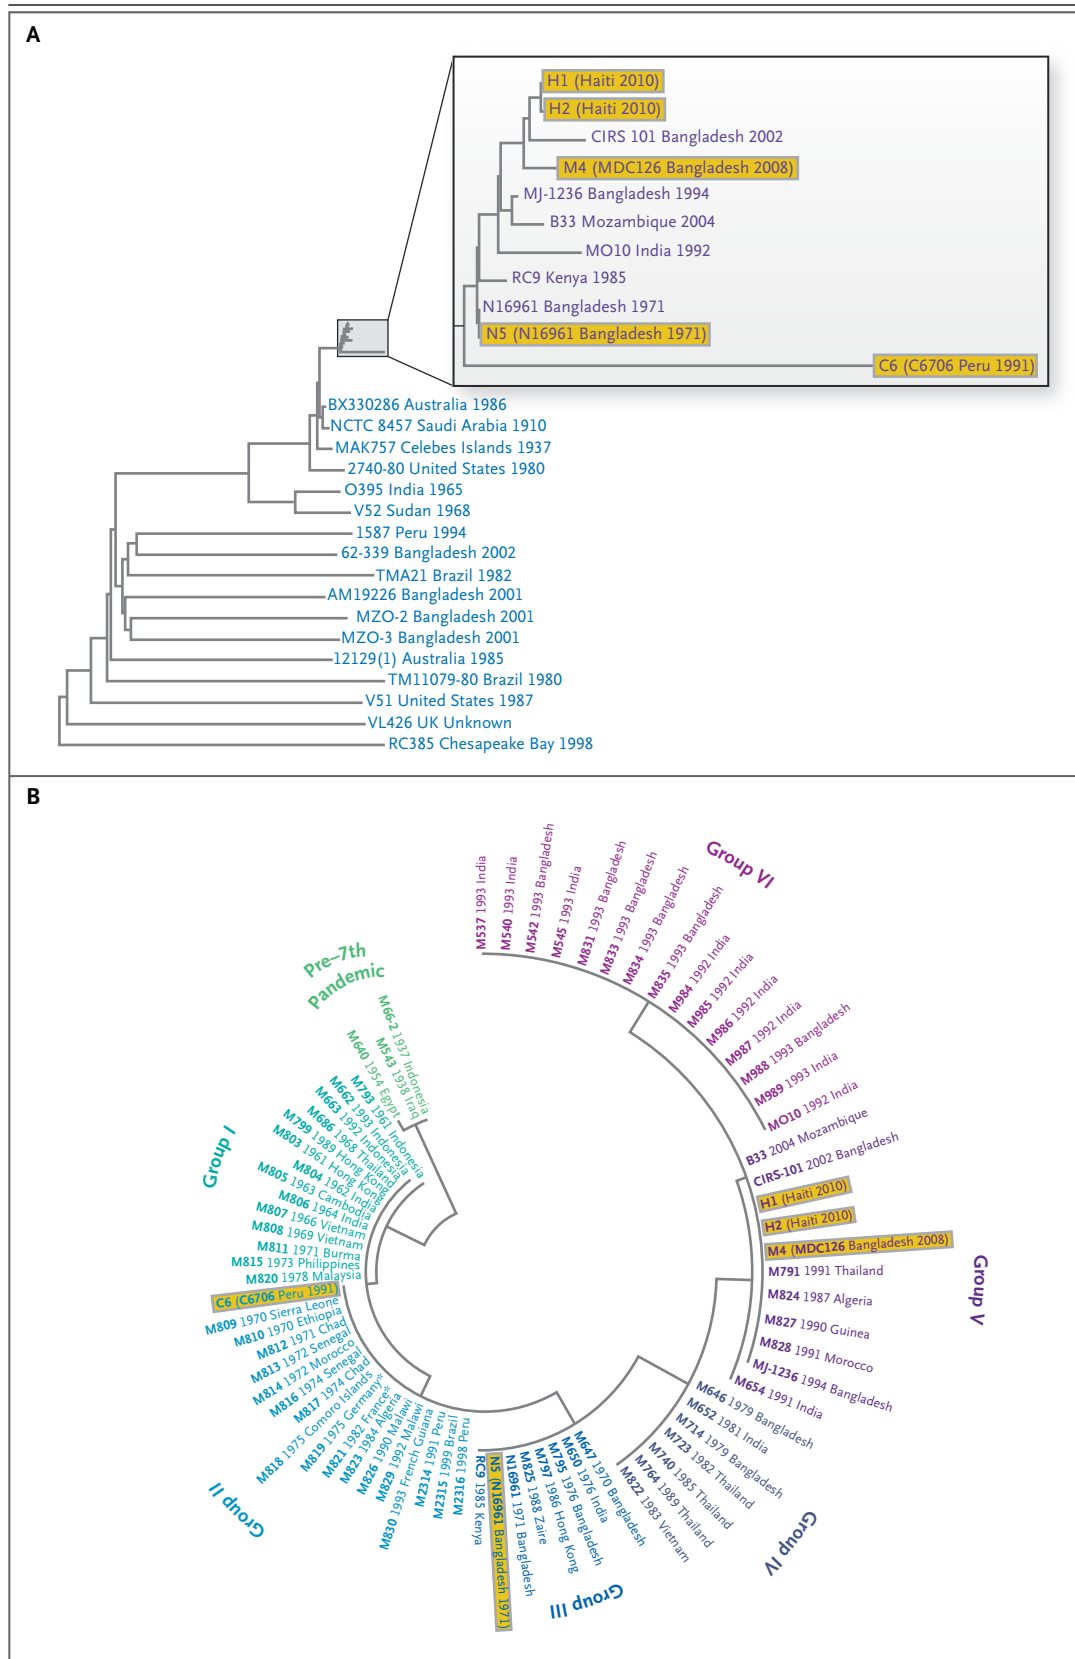 A
H1 (Haiti 2010)
H2 (Haiti 2010)
CIRS 101 Bangladesh 2002
M4 (MDC126 Bangladesh 2008)
MJ-1236 Bangladesh 1994
B33 Mozambique 2004
MO10 India 1992
RC9 Kenya 1985
N16961 Bangladesh 1971
N5 (N16961 Bangladesh 1971)
C6 (C6706 Peru 1991)
BX330286 Australia 1986
NCTC 8457 Saudi Arabia 1910
MAK757 Celebes Islands 1937
2740-80 United States 1980
O395 India 1965
V52 Sudan 1968
1587 Peru 1994
62-339 Bangladesh 2002
TMA21 Brazil 1982
AM19226 Bangladesh 2001
MZO-2 Bangladesh 2001
MZO-3 Bangladesh 2001
12129(1) Australia 1985
TM11079-80 Brazil 1980
V51 United States 1987
VL426 UK Unknown
RC385 Chesapeake Bay 1998
B
Group VI
M537 1993 India
M540 1993 India
M542 1993 Bangladesh
M545 1993 India
M831 1993 Bangladesh
M833 1993 Bangladesh
M834 1993 Bangladesh
M835 1993 Bangladesh
M984 1992 India
M985 1992 India
M986 1992 India
M987 1992 India
M988 1993 Bangladesh
M989 1993 India
MO10 1992 India
B33 2004 Mozambique
CIRS-101 2002 Bangladesh
H1 (Haiti 2010)
H2 (Haiti 2010)
M4 (MDC126 Bangladesh 2008)
M791 1991 Thailand
M824 1987 Algeria
M827 1990 Guinea
M828 1991 Morocco
MJ-1236 1994 Bangladesh
M654 1991 India
Group V
M646 1979 Bangladesh
M652 1981 India
M714 1979 Bangladesh
M723 1982 Thailand
M740 1985 Thailand
M764 1989 Thailand
M822 1983 Vietnam
Group IV
M647 1970 Bangladesh
M650 1976 India
M795 1976 Bangladesh
M797 1986 Hong Kong
M825 1988 Zaire
N16961 1971 Bangladesh
N5 (N16961 Bangladesh 1971)
RC9 1985 Kenya
Group III
M2316 1998 Peru
M2315 1999 Brazil
M2314 1991 Peru
M830 1993 French Guiana
M829 1992 Malawi
M826 1990 Malawi
M823 1984 Algeria
M821 1982 France*
M819 1975 Germany*
M818 1975 Comoro Islands
M817 1974 Chad
M816 1974 Senegal
M814 1972 Morocco
M813 1972 Senegal
M812 1971 Chad
M810 1970 Ethiopia
M809 1970 Sierra Leone
C6 (C6706 Peru 1991)
Group II
M820 1978 Malaysia
M815 1973 Philippines
M811 1971 Burma
M808 1969 Vietnam
M807 1966 Vietnam
M806 1964 India
M805 1963 Cambodia
M804 1962 India
M803 1961 Hong Kong
M799 1989 Hong Kong
M686 1968 Thailand
M663 1992 Indonesia
M662 1993 Indonesia
M793 1961 Indonesia
Group I
M640 1954 Egypt
M543 1938 Iraq
M66-2 1937 Indonesia
Pre–7th
Pandemic